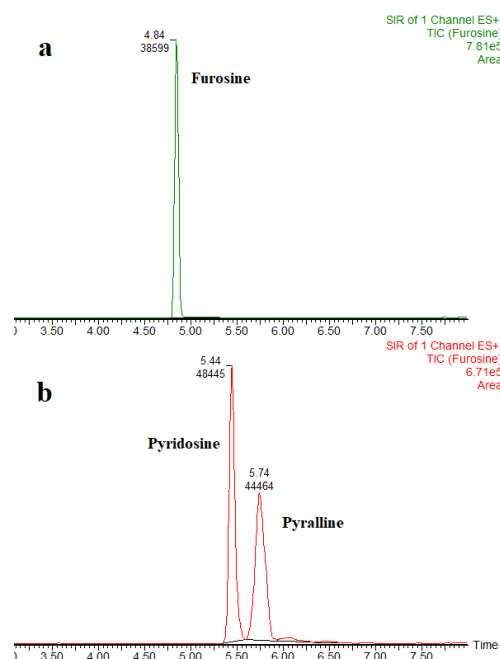 SIR of 1 Channel ES+
TIC (Furosine)
7.81e5
Area
a
4.84
38599
Furosine
3.50 4.00 4.50 5.00 5.50 6.00 6.50 7.00 7.50
SIR of 1 Channel ES+
TIC (Furosine)
6.71e5
Area
b
5.44
48445
Pyridosine
5.74
44464
Pyralline
Time
3.50 4.00 4.50 5.00 5.50 6.00 6.50 7.00 7.50